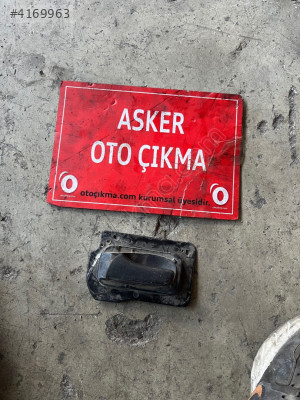 #4169963
ASKER
OTO ÇIKMA
otoçıkma.com kurumsal üyesidir.